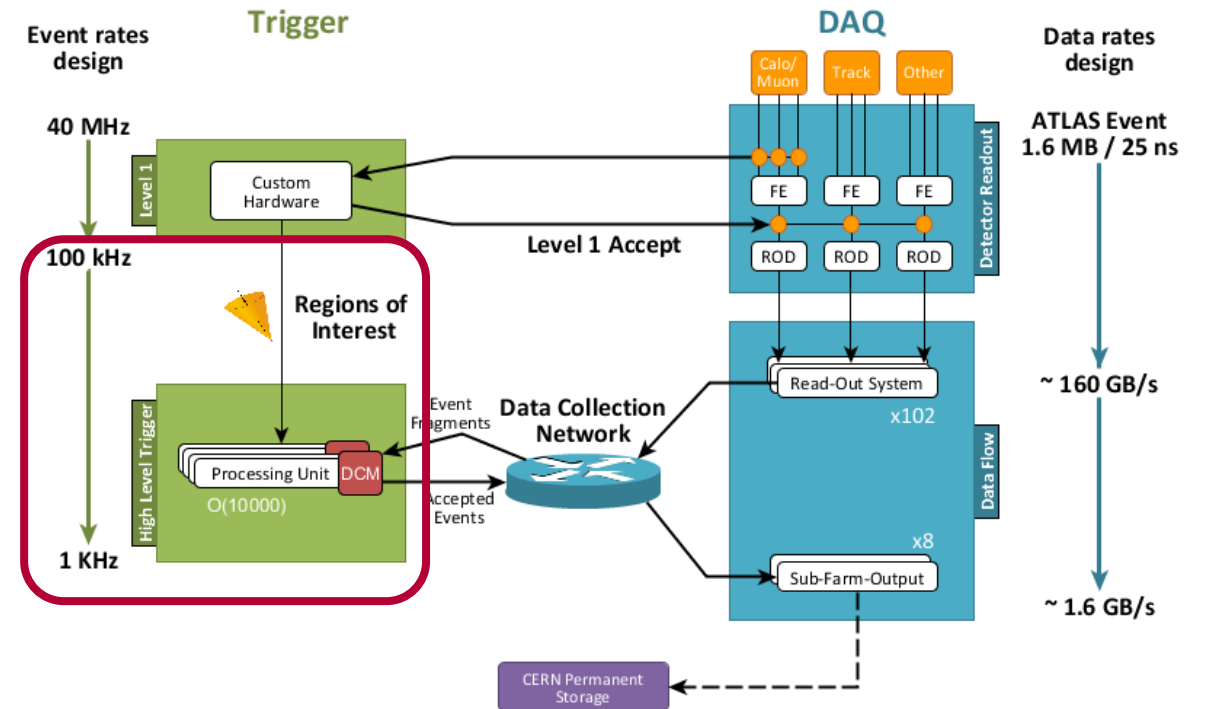 Trigger
DAQ
Event rates
design
Data rates
design
Calo/
Muon
Track
Other
40 MHz
ATLAS Event
1.6 MB / 25 ns
Level 1
Custom
Hardware
FE
FE
FE
Detector Readout
Level 1 Accept
ROD
ROD
ROD
100 kHz
Regions of
Interest
Read-Out System
x102
~ 160 GB/s
Event
Fragments
Data Collection
Network
High Level Trigger
Processing Unit
DCM
O(10000)
Accepted
Events
Data Flow
1 KHz
x8
Sub-Farm-Output
~ 1.6 GB/s
CERN Permanent
Storage